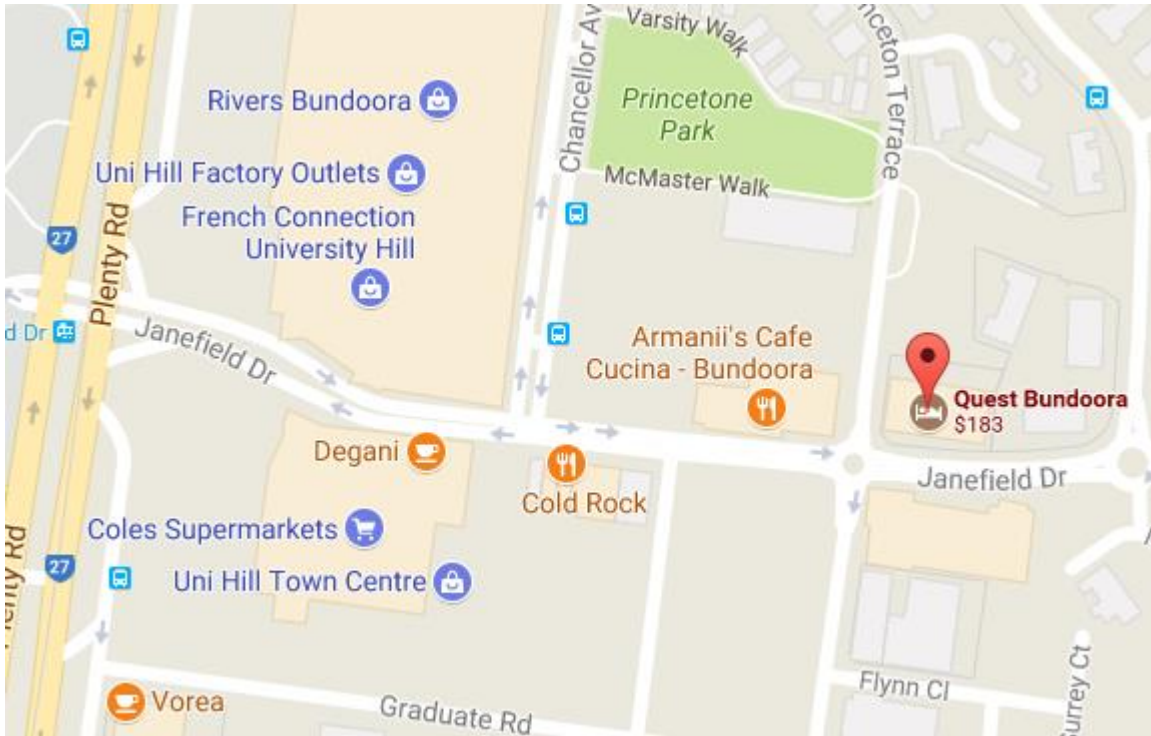 Varsity Walk
Chancellor Av
inceton Terrace
Princetone
Park
Rivers Bundoora
Uni Hill Factory Outlets
McMaster Walk
French Connection
University Hill
27
Plenty Rd
d Dr
Janefield Dr
Armanii's Cafe
Cucina - Bundoora
Quest Bundoora
$183
Degani
Janefield Dr
Cold Rock
Coles Supermarkets
27
Uni Hill Town Centre
Plenty Rd
Flynn Cl
Surrey Ct
Vorea
Graduate Rd